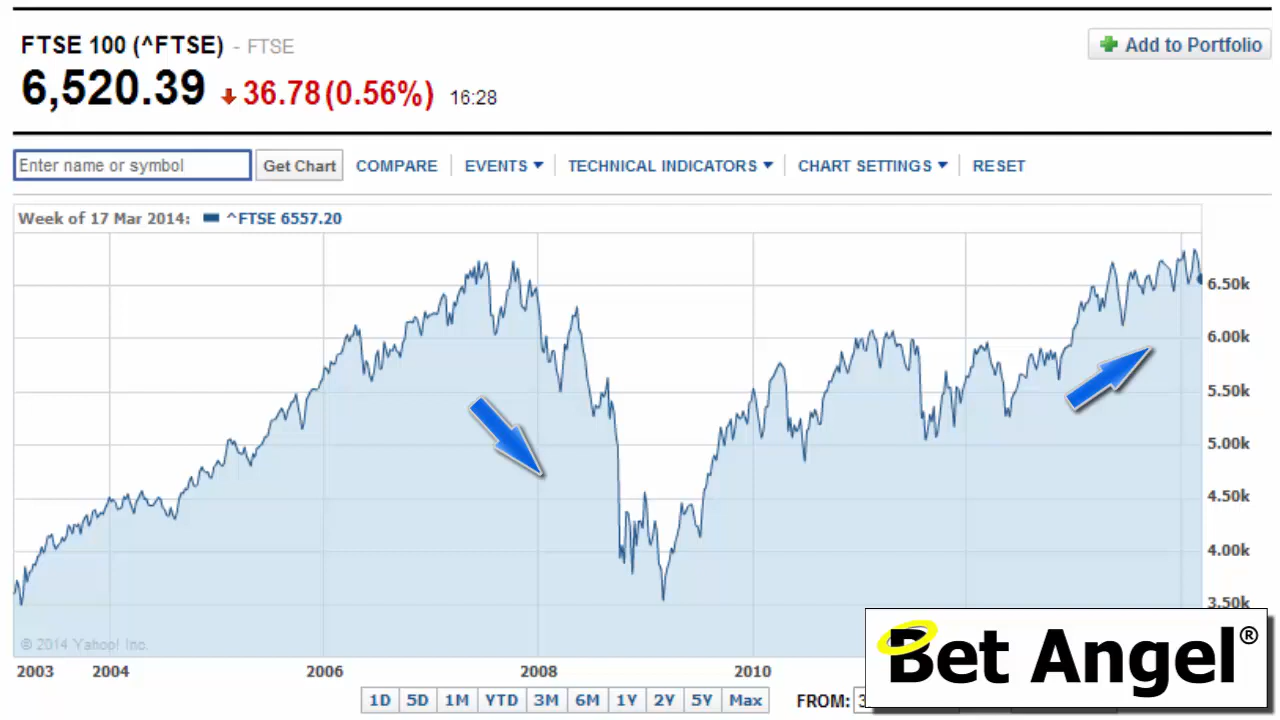 FTSE 100 (^FTSE) - FTSE
Add to Portfolio
6,520.39 36.78(0.56%) 16:28
Enter name or symbol Get Chart COMPARE EVENTS TECHNICAL INDICATORS CHART SETTINGS RESET
Week of 17 Mar 2014: ^FTSE 6557.20
6.50k
6.00k
5.50k
5.00k
4.50k
4.00k
3.50k
© 2014 Yahoo! Inc.
2003 2004 2006 2008 2010
1D 5D 1M YTD 3M 6M 1Y 2Y 5Y Max FROM:
Bet Angel®